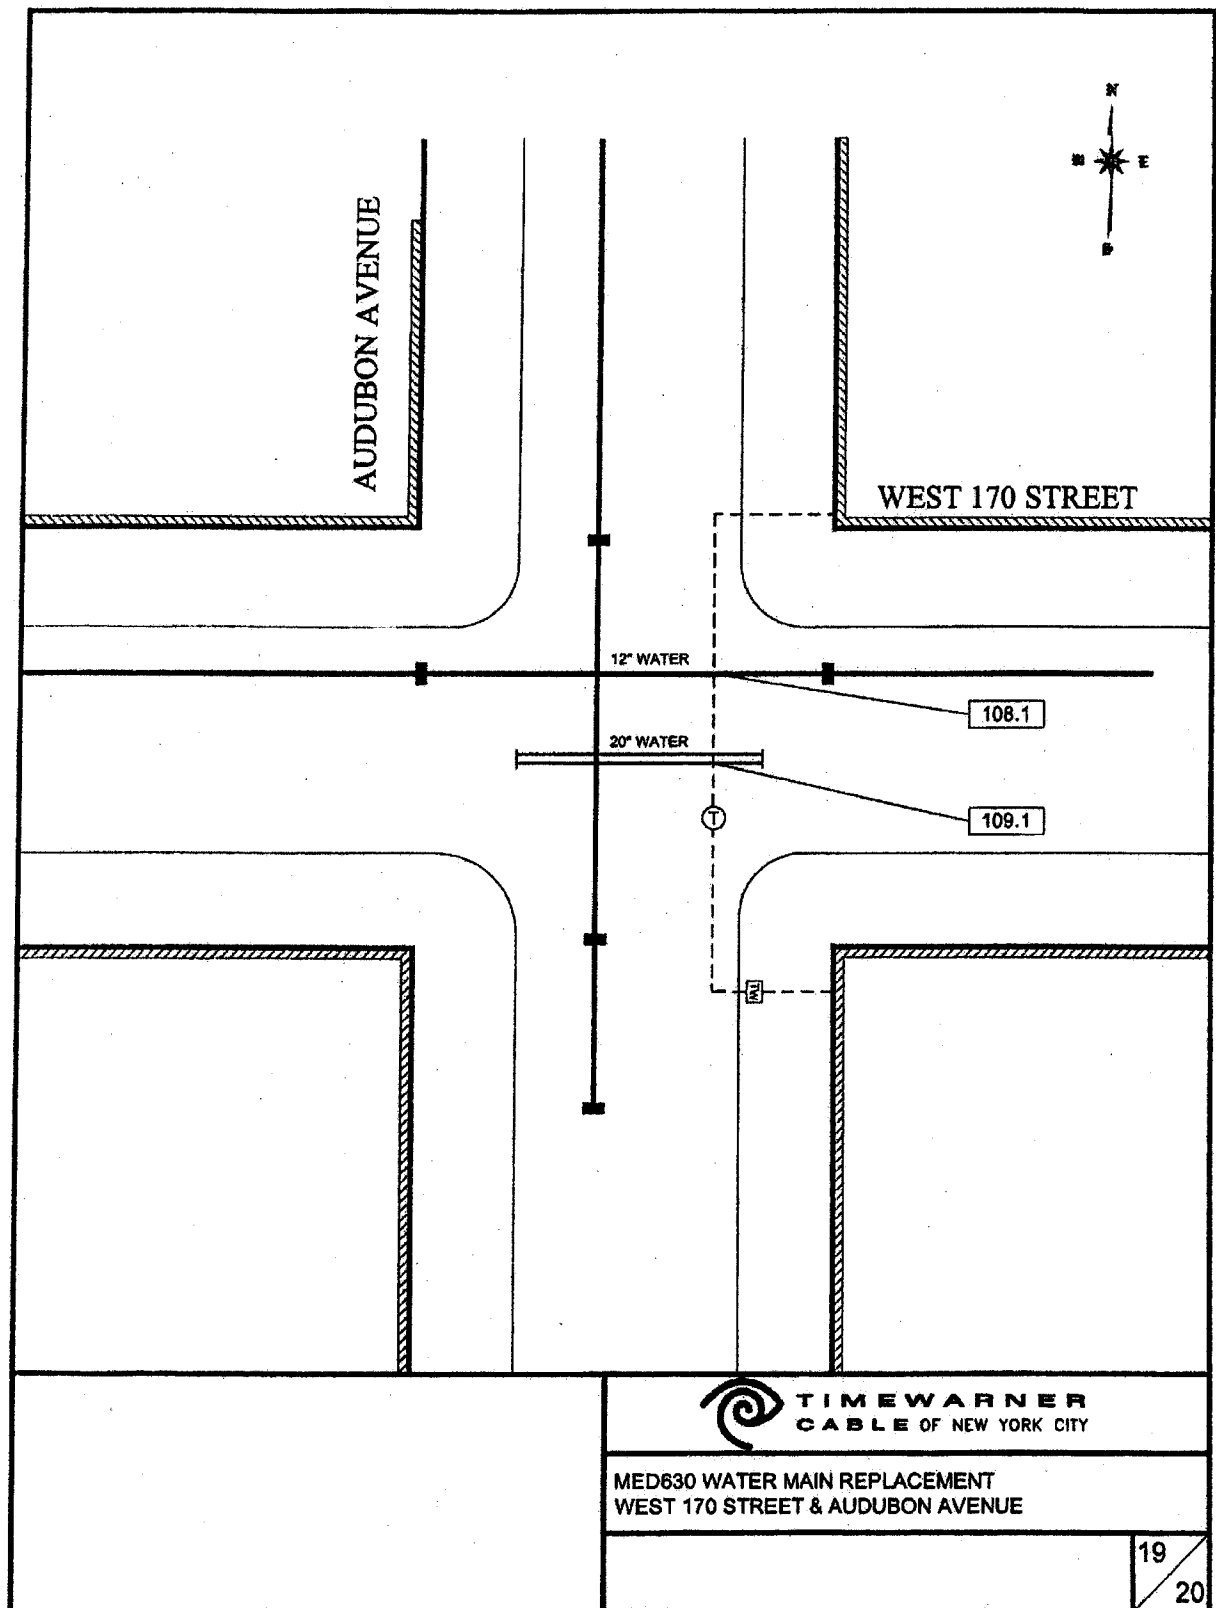 N
E
AUDUBON AVENUE
WEST 170 STREET
12" WATER
108.1
20" WATER
109.1
T
TW
TIMEWARNER
CABLE OF NEW YORK CITY
MED630 WATER MAIN REPLACEMENT
WEST 170 STREET & AUDUBON AVENUE
19
20